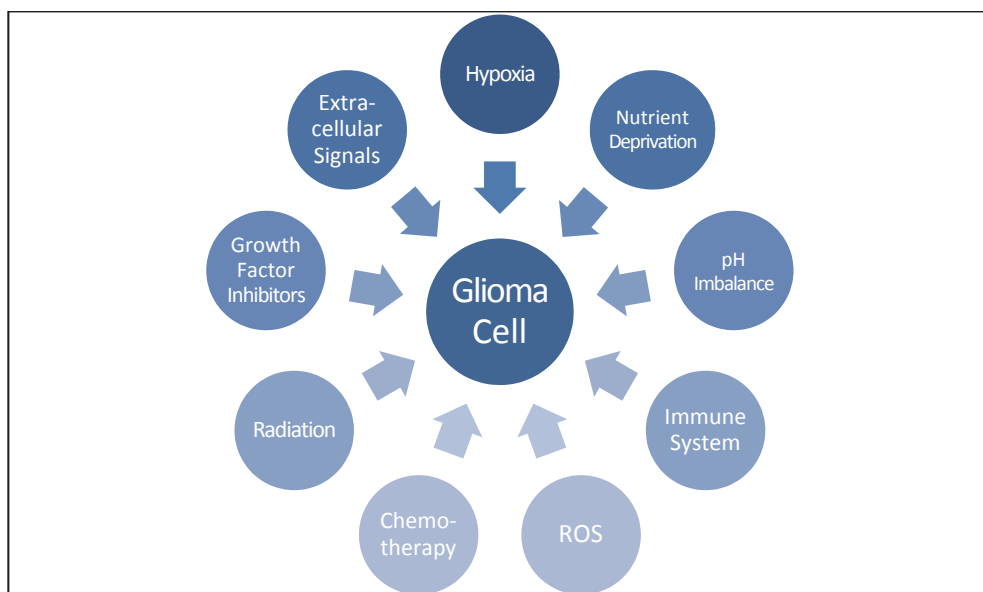 Hypoxia
Nutrient
Deprivation
pH
Imbalance
Immune
System
ROS
Chemo-
therapy
Radiation
Growth
Factor
Inhibitors
Extra-
cellular
Signals
Glioma
Cell